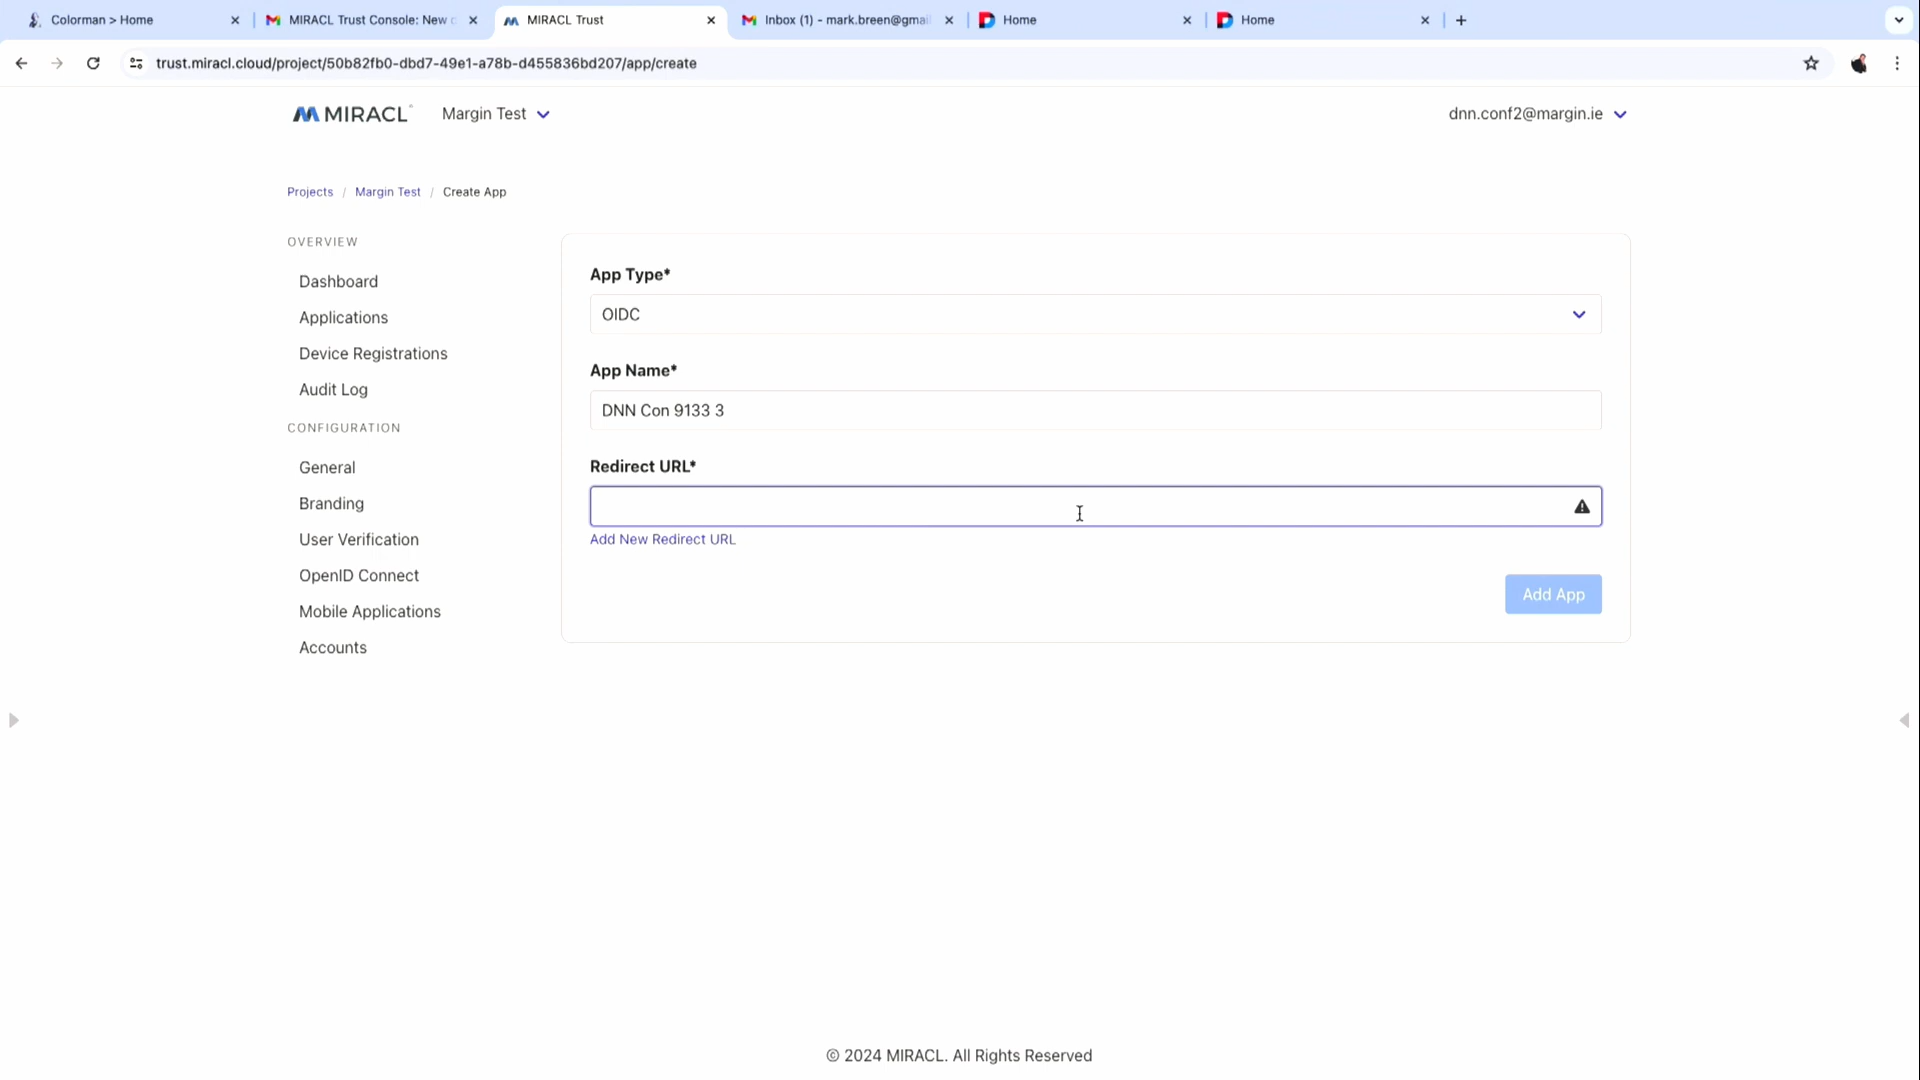 Colorman > Home
MIRACL Trust Console: New
MIRACL Trust
Inbox (1) - mark.breen@gmai
Home
Home
trust.miracl.cloud/project/50b82fb0-dbd7-49e1-a78b-d455836bd207/app/create
MIRACL
Margin Test
dnn.conf2@margin.ie
Projects / Margin Test / Create App
OVERVIEW
Dashboard
Applications
Device Registrations
Audit Log
CONFIGURATION
General
Branding
User Verification
OpenID Connect
Mobile Applications
Accounts
App Type*
OIDC
App Name*
DNN Con 9133 3
Redirect URL*
Add New Redirect URL
Add App
© 2024 MIRACL. All Rights Reserved